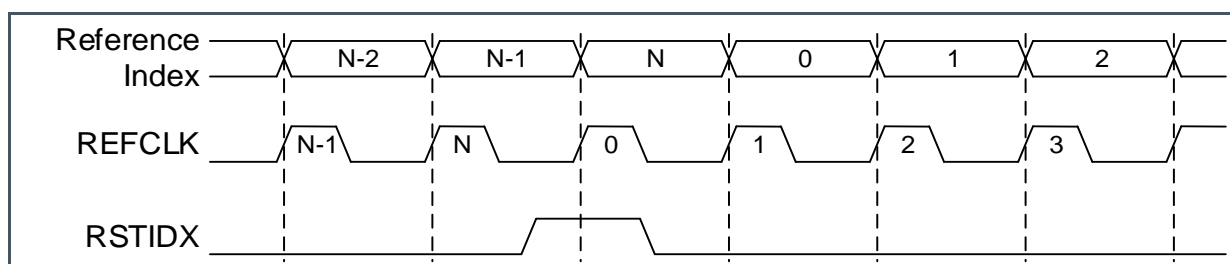 Reference Index N-2 N-1 N 0 1 2
REFCLK N-1 N 0 1 2 3
RSTIDX